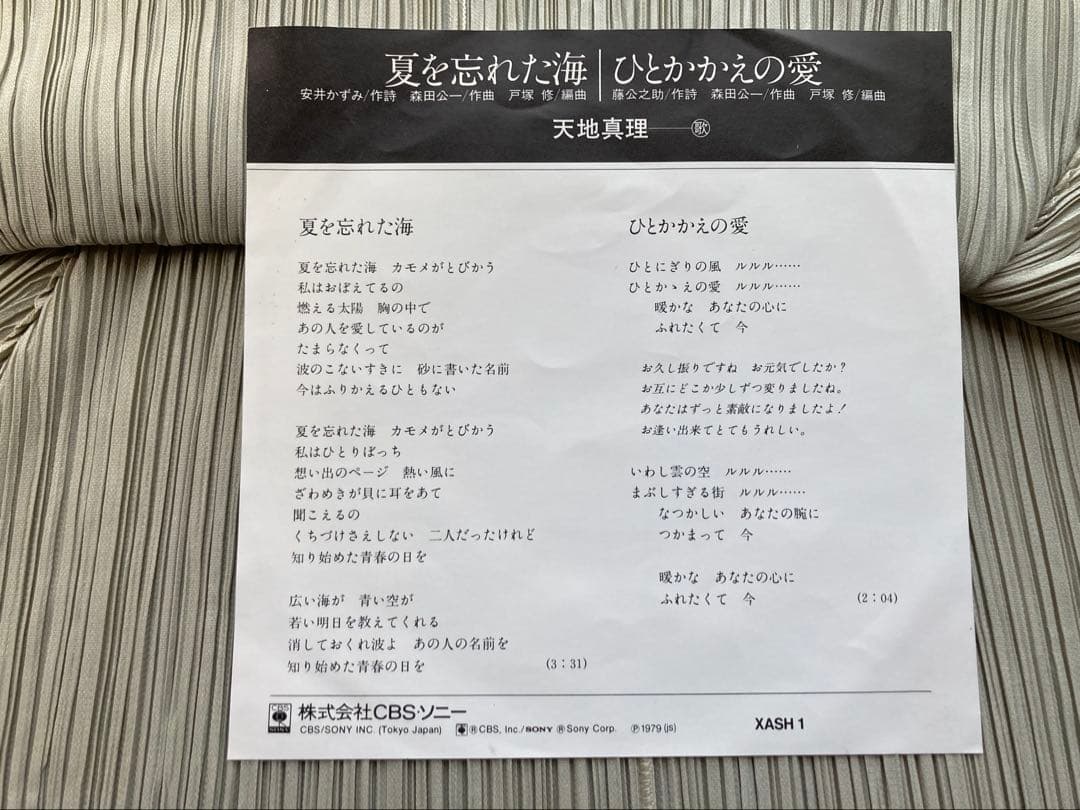 夏を忘れた海｜ひとかかえの愛
安井かずみ/作詩　森田公一/作曲　戸塚 修/編曲　藤公之助/作詩　森田公一/作曲　戸塚 修/編曲
天地真理――㊙歌
夏を忘れた海
夏を忘れた海　カモメがとびかう
私はおぼえてるの
燃える太陽　胸の中で
あの人を愛しているのが
たまらなくって
波のこないすきに　砂に書いた名前
今はふりかえるひともない
夏を忘れた海　カモメがとびかう
私はひとりぼっち
想い出のページ　熱い風に
ざわめきが貝に耳をあて
聞こえるの
くちづけさえしない　二人だったけれど
知り始めた青春の日を
広い海が　青い空が
若い明日を教えてくれる
消しておくれ波よ　あの人の名前を
知り始めた青春の日を
(3：31)
ひとかかえの愛
ひとにぎりの風　ルルル……
ひとかゝえの愛　ルルル……
暖かな　あなたの心に
ふれたくて　今
お久し振りですね　お元気でしたか？
お互にどこか少しずつ変りましたね。
あなたはずっと素敵になりましたよ！
お逢い出来てとてもうれしい。
いわし雲の空　ルルル……
まぶしすぎる街　ルルル……
なつかしい　あなたの腕に
つかまって　今
暖かな　あなたの心に
ふれたくて　今
(2：04)
CBS SONY 株式会社CBS・ソニー
CBS/SONY INC. (Tokyo Japan)　®CBS, Inc./SONY ®Sony Corp.　Ⓟ1979 (js)
XASH 1